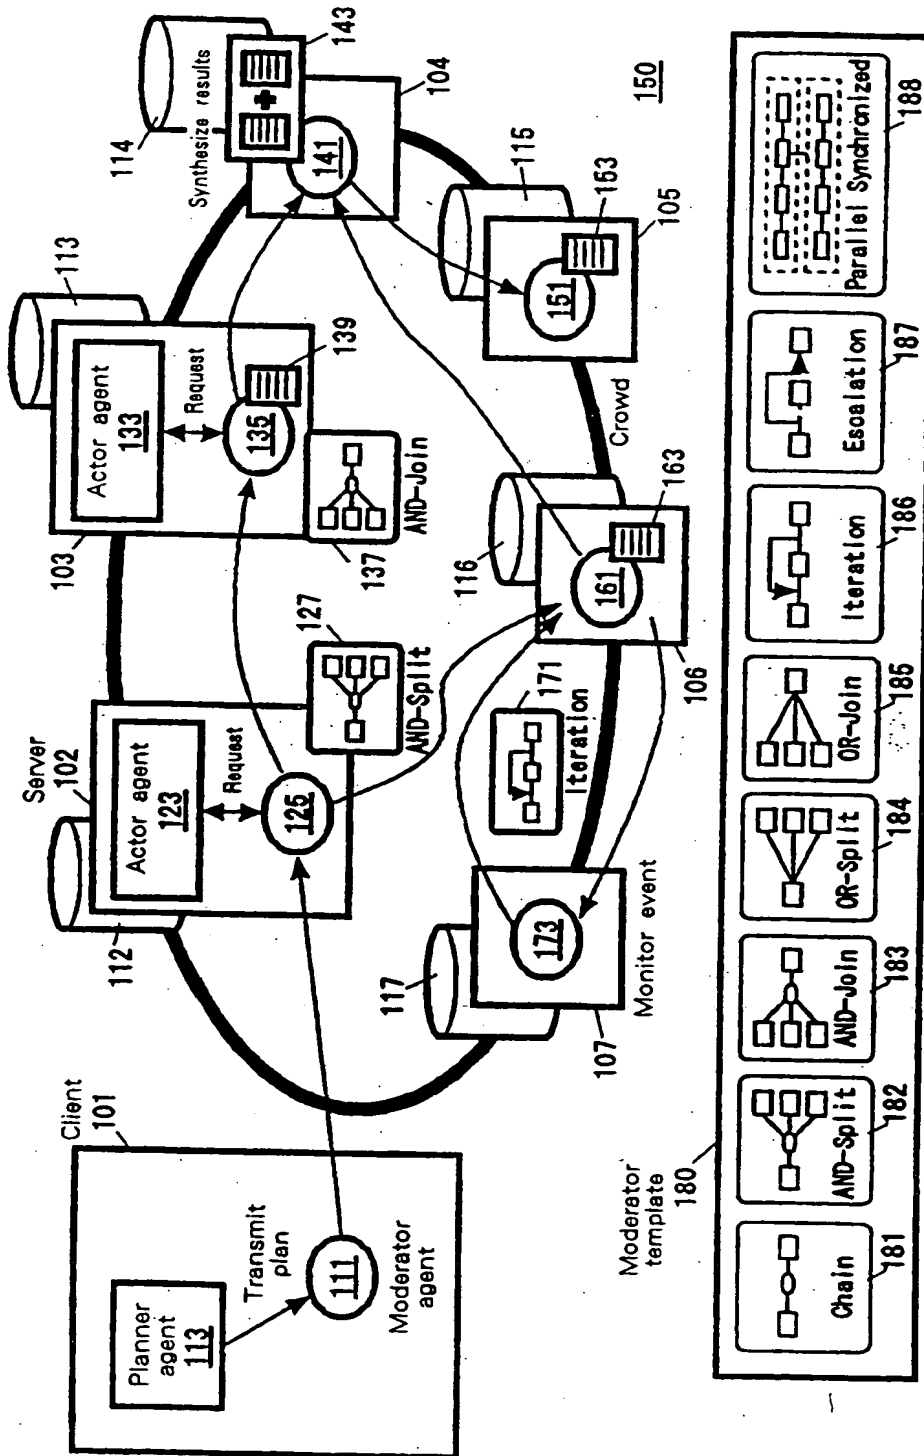 Client
101
Planner
agent
113
Transmit
plan
111
Moderator
agent
112
Server
102
Actor agent
123
Request
125
127
AND-Split
103
Actor agent
133
Request
135
139
113
137
AND-Join
114
Synthesize results
143
141
104
115
153
151
105
Crowd
150
116
161
163
106
171
Iteration
117
173
107
Monitor event
Moderator
template
180
Chain
181
AND-Split
182
AND-Join
183
OR-Split
184
OR-Join
185
Iteration
186
Escalation
187
Parallel Synchronized
188